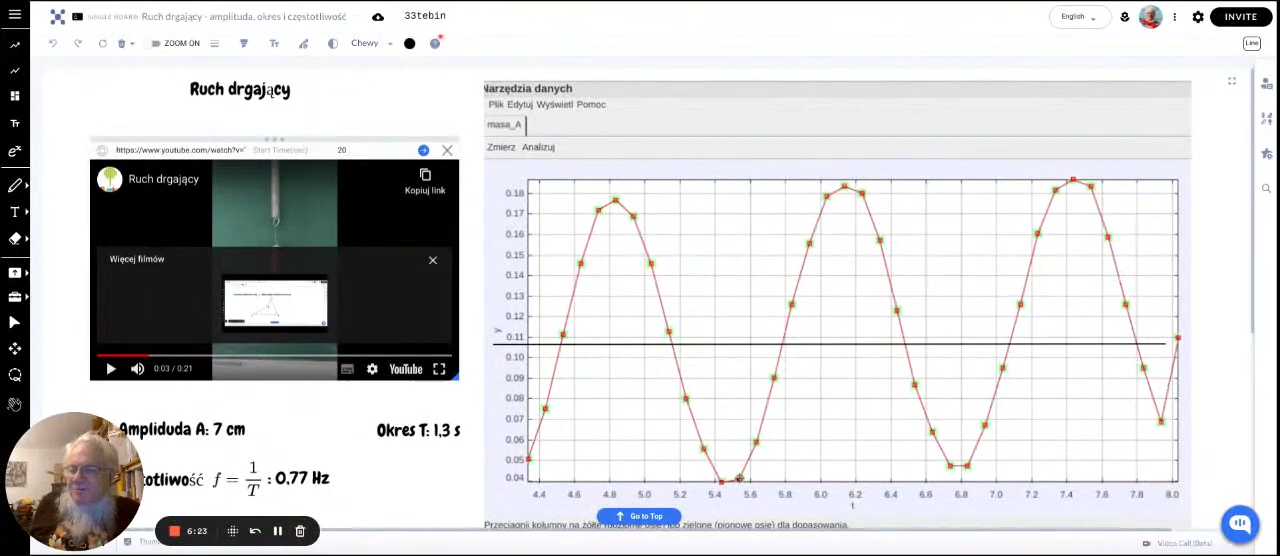 SINGLE BOARD Ruch drgający - amplituda, okres i częstotliwość
33tebin
English
INVITE
ZOOM ON
Tт
Chewy
Line
Ruch drgający
https://www.youtube.com/watch?v=
Start Time(sec)
20
Ruch drgający
Kopiuj link
Więcej filmów
0:03 / 0:21
YouTube
Ampliduda A: 7 cm
Okres T: 1,3 s
totliwość f = 1/T : 0,77 Hz
6:23
Narzędzia danych
Plik Edytuj Wyświetl Pomoc
masa_A
Zmierz Analizuj
0.18
0.17
0.16
0.15
0.14
0.13
0.12
0.11
0.10
0.09
0.08
0.07
0.06
0.05
0.04
y
4.4 4.6 4.8 5.0 5.2 5.4 5.6 5.8 6.0 6.2 6.4 6.6 6.8 7.0 7.2 7.4 7.6 7.8 8.0
t
Go to Top
Przeciągnij kolumny na żółte
lub zielone (pionowe osie) dla dopasowania.
Video Call(Beta)